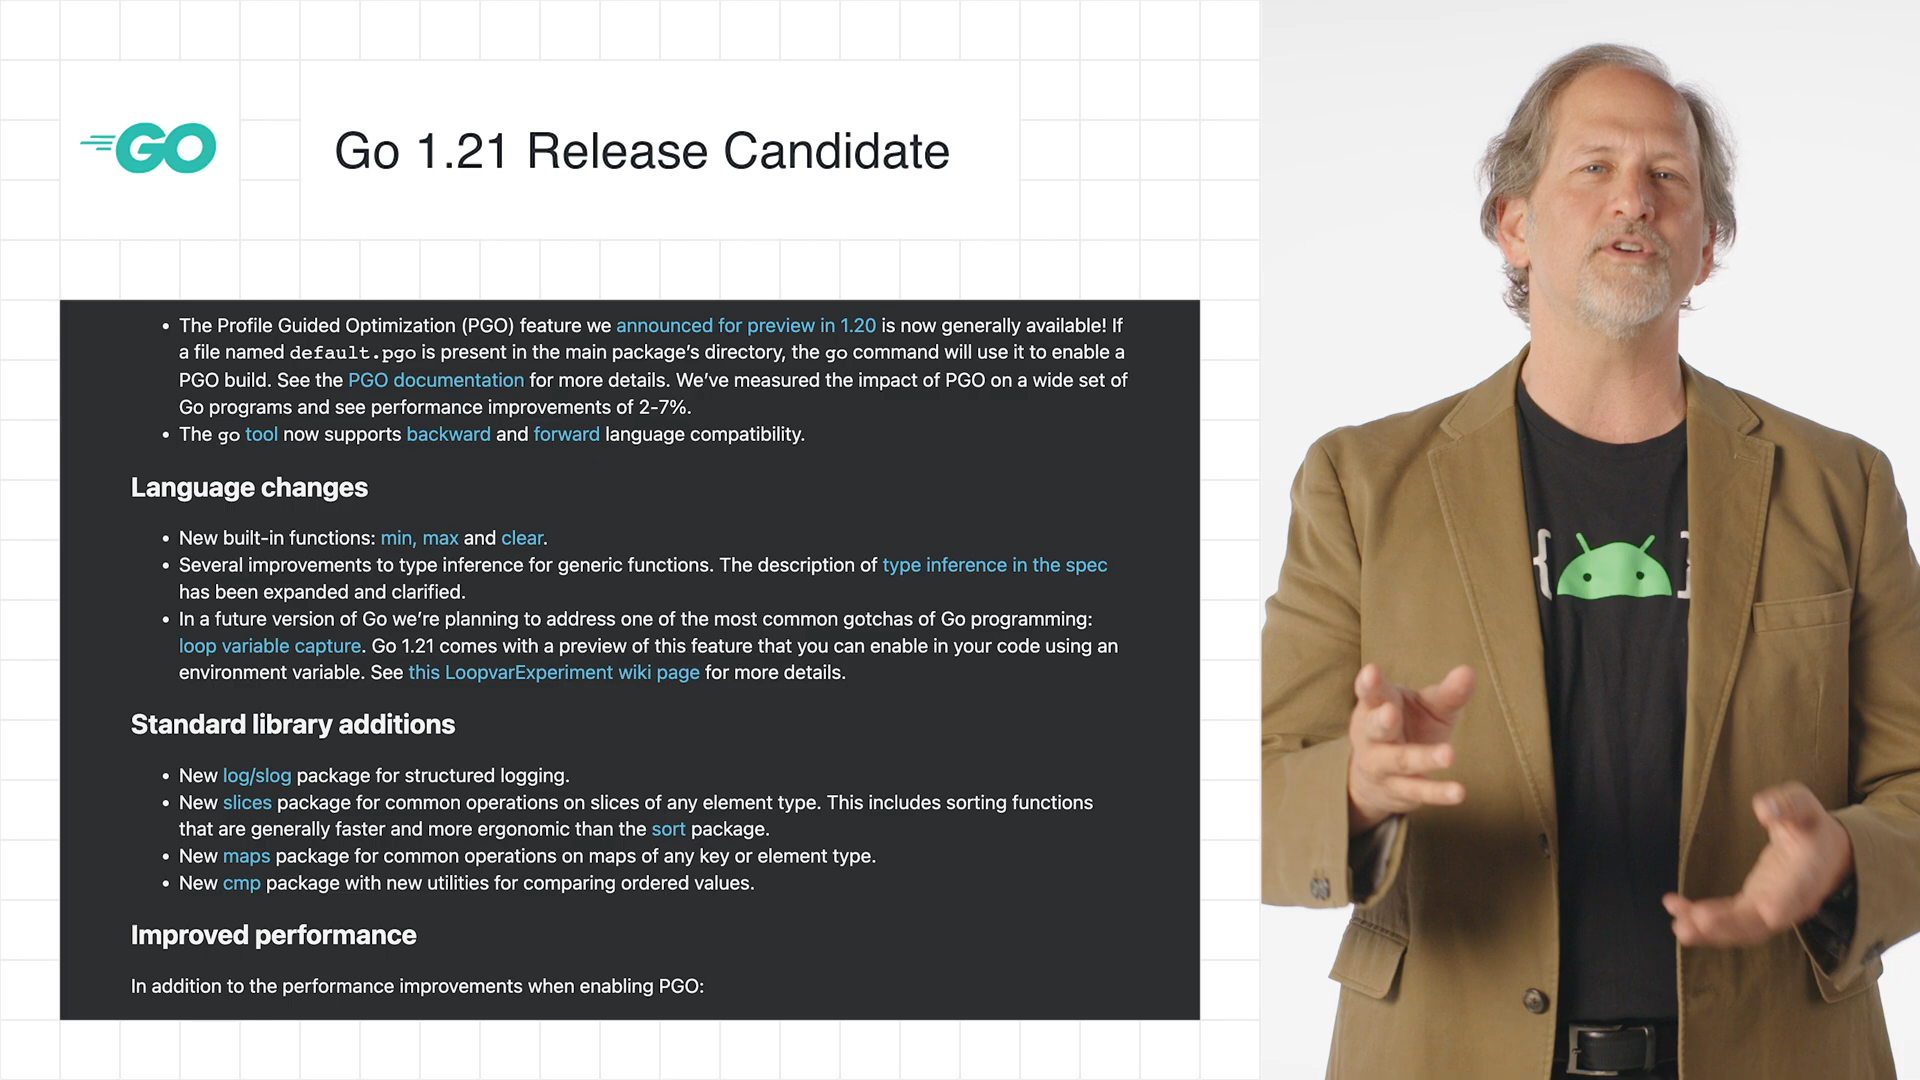 GO
Go 1.21 Release Candidate
• The Profile Guided Optimization (PGO) feature we announced for preview in 1.20 is now generally available! If
a file named default.pgo is present in the main package’s directory, the go command will use it to enable a
PGO build. See the PGO documentation for more details. We’ve measured the impact of PGO on a wide set of
Go programs and see performance improvements of 2-7%.
• The go tool now supports backward and forward language compatibility.
Language changes
• New built-in functions: min, max and clear.
• Several improvements to type inference for generic functions. The description of type inference in the spec
has been expanded and clarified.
• In a future version of Go we’re planning to address one of the most common gotchas of Go programming:
loop variable capture. Go 1.21 comes with a preview of this feature that you can enable in your code using an
environment variable. See this LoopvarExperiment wiki page for more details.
Standard library additions
• New log/slog package for structured logging.
• New slices package for common operations on slices of any element type. This includes sorting functions
that are generally faster and more ergonomic than the sort package.
• New maps package for common operations on maps of any key or element type.
• New cmp package with new utilities for comparing ordered values.
Improved performance
In addition to the performance improvements when enabling PGO:
{ }